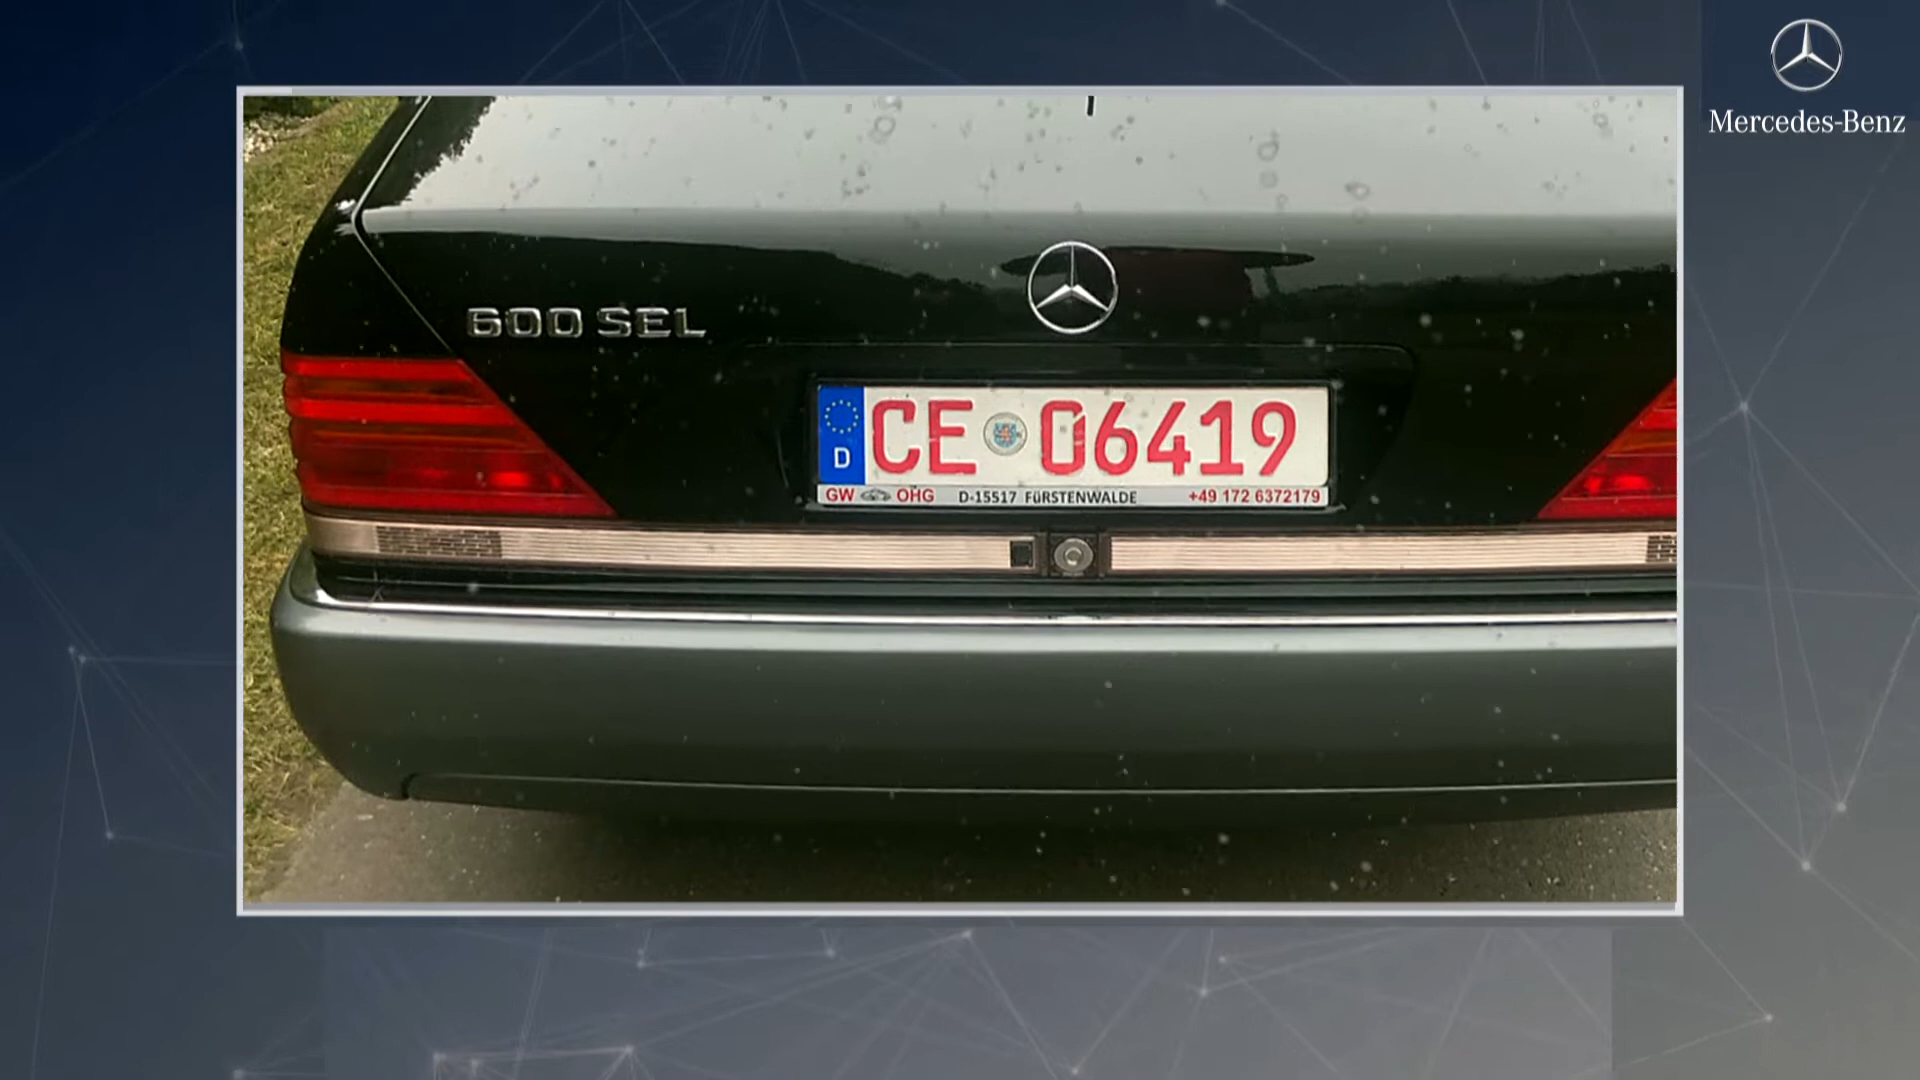 Mercedes-Benz
600 SEL
CE 06419
D
GW OHG D-15517 FÜRSTENWALDE +49 172 6372179